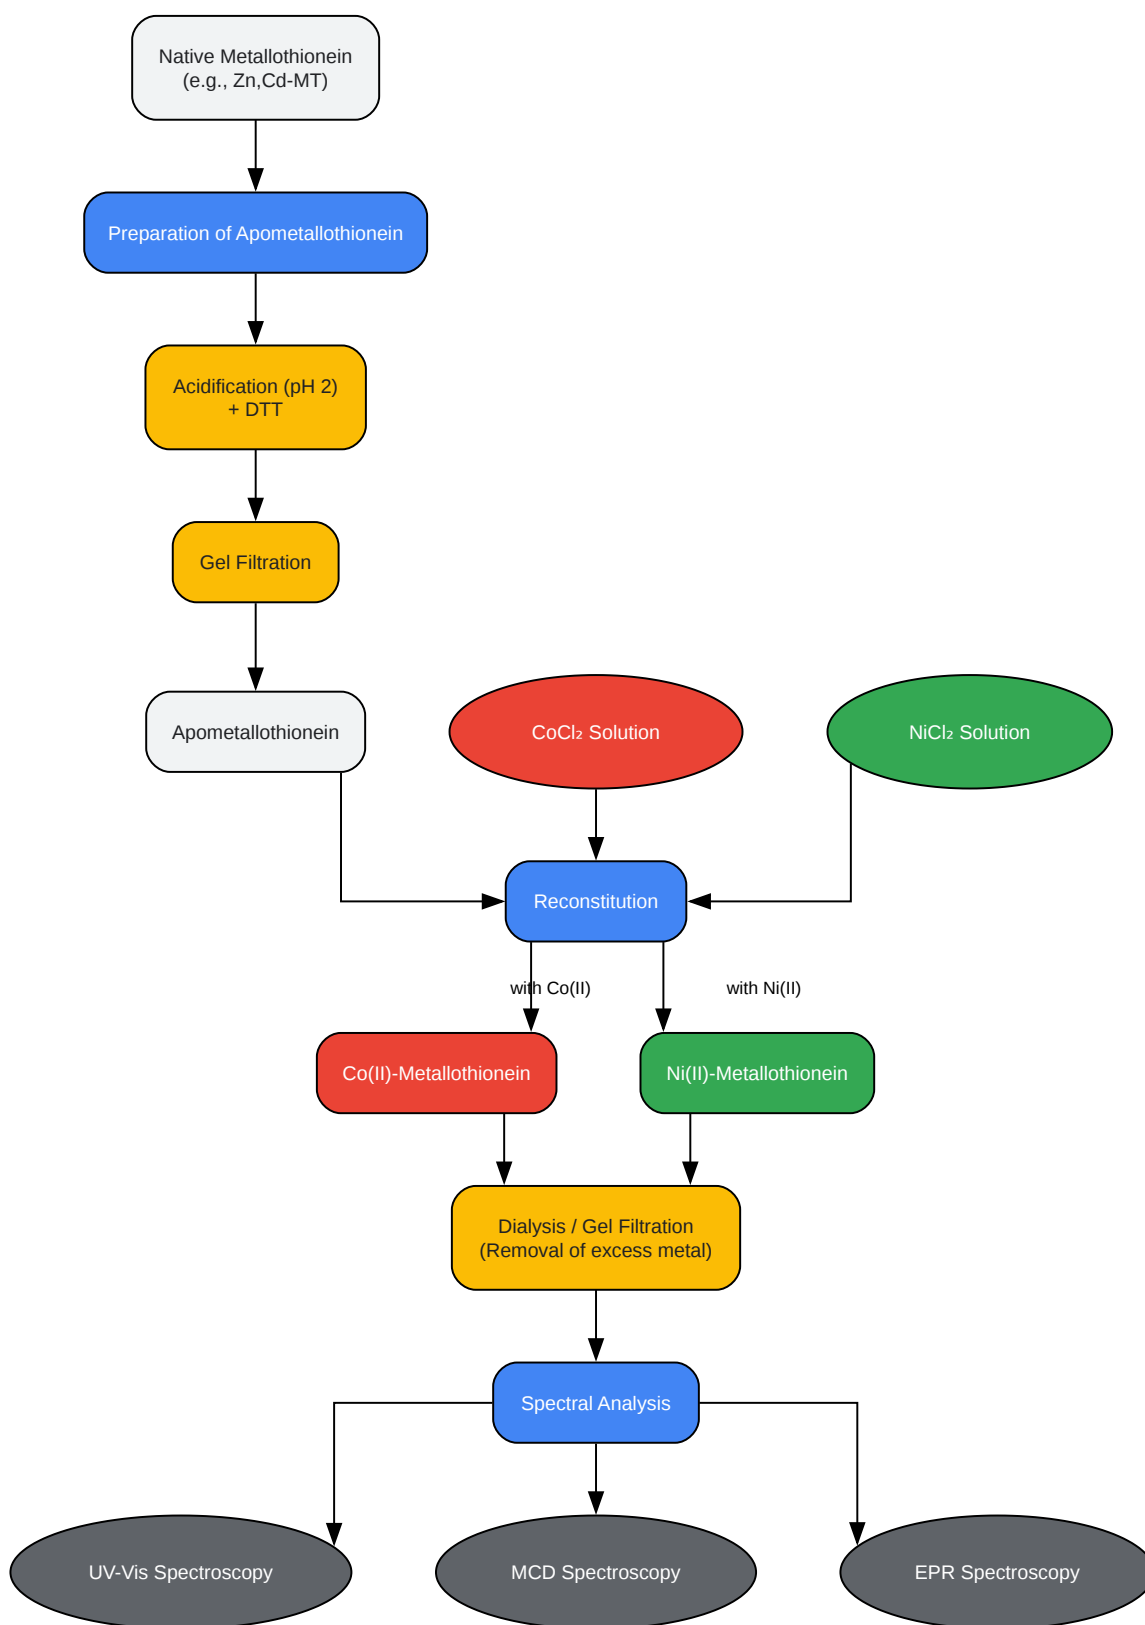 Native Metallothionein
(e.g., Zn,Cd-MT)
Preparation of Apometallothionein
Acidification (pH 2)
+ DTT
Gel Filtration
Apometallothionein
CoCl₂ Solution
NiCl₂ Solution
Reconstitution
with Co(II)
with Ni(II)
Co(II)-Metallothionein
Ni(II)-Metallothionein
Dialysis / Gel Filtration
(Removal of excess metal)
Spectral Analysis
UV-Vis Spectroscopy
MCD Spectroscopy
EPR Spectroscopy